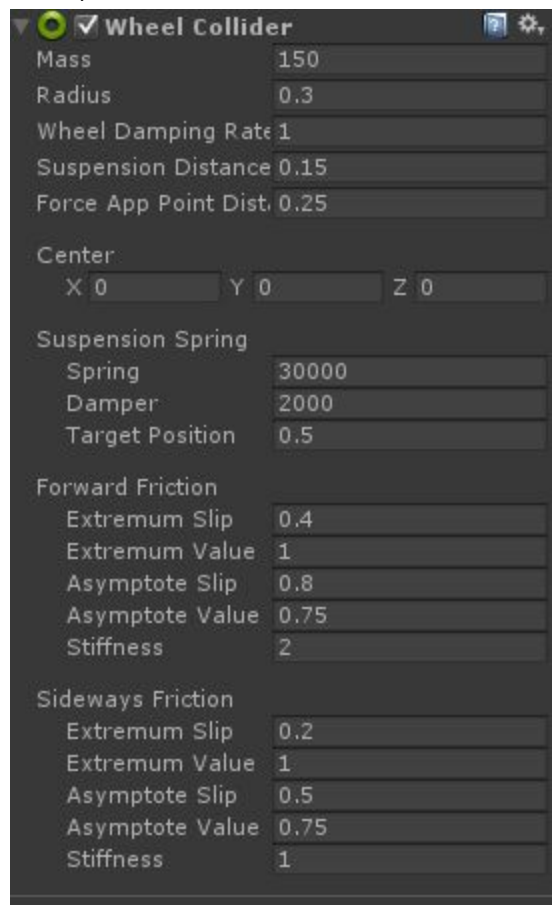 Wheel Collider
Mass 150
Radius 0.3
Wheel Damping Rate 1
Suspension Distance 0.15
Force App Point Dista 0.25
Center
X 0 Y 0 Z 0
Suspension Spring
Spring 30000
Damper 2000
Target Position 0.5
Forward Friction
Extremum Slip 0.4
Extremum Value 1
Asymptote Slip 0.8
Asymptote Value 0.75
Stiffness 2
Sideways Friction
Extremum Slip 0.2
Extremum Value 1
Asymptote Slip 0.5
Asymptote Value 0.75
Stiffness 1